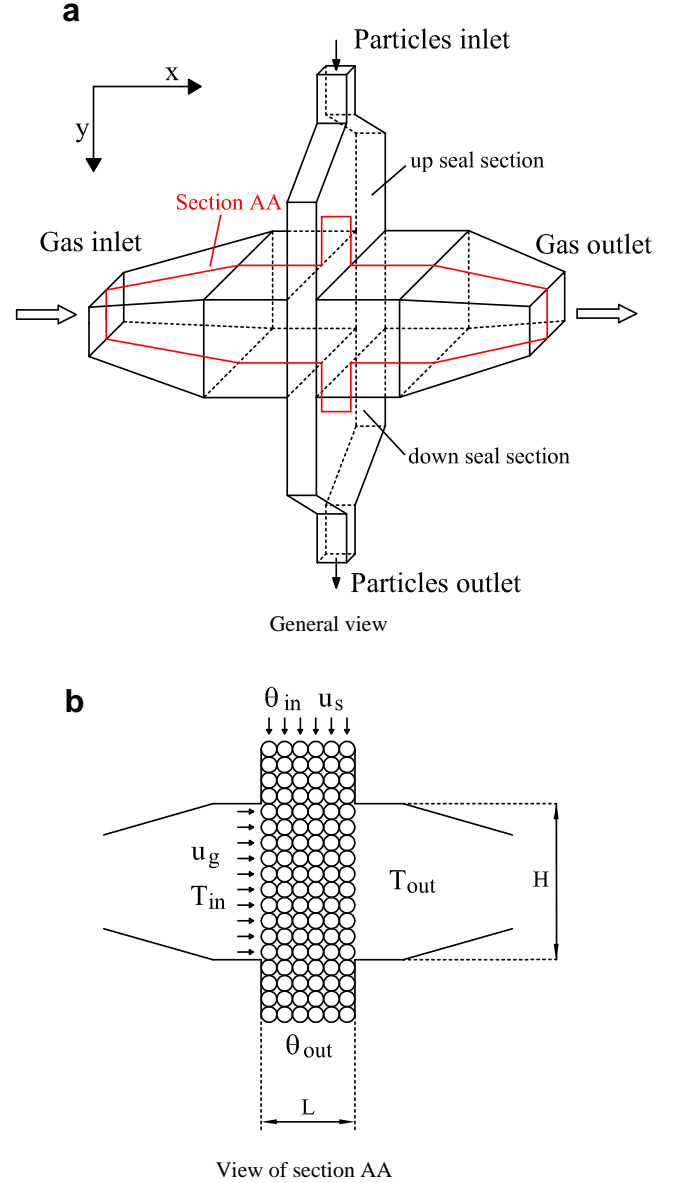 a
Particles inlet
x
y
up seal section
Section AA
Gas inlet
Gas outlet
down seal section
Particles outlet
General view
b
θ in u s
u g
T in
T out
H
θ out
L
View of section AA